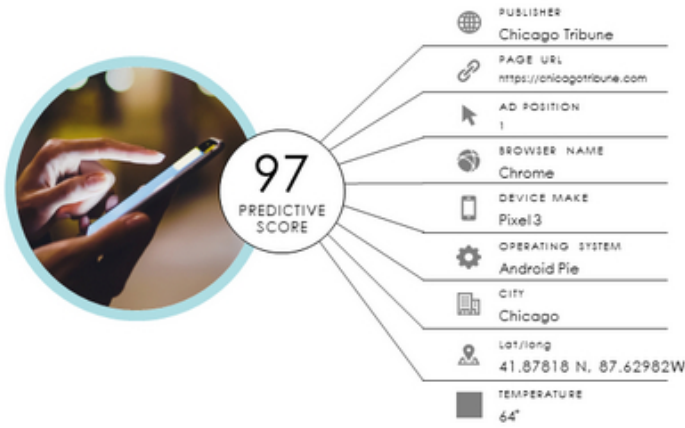 PUBLISHER
Chicago Tribune
PAGE URL
https://chicagotribune.com
AD POSITION
1
BROWSER NAME
Chrome
DEVICE MAKE
Pixel 3
OPERATING SYSTEM
Android Pie
CITY
Chicago
Lat/long
41.87818 N, 87.62982W
TEMPERATURE
64°
97
PREDICTIVE
SCORE